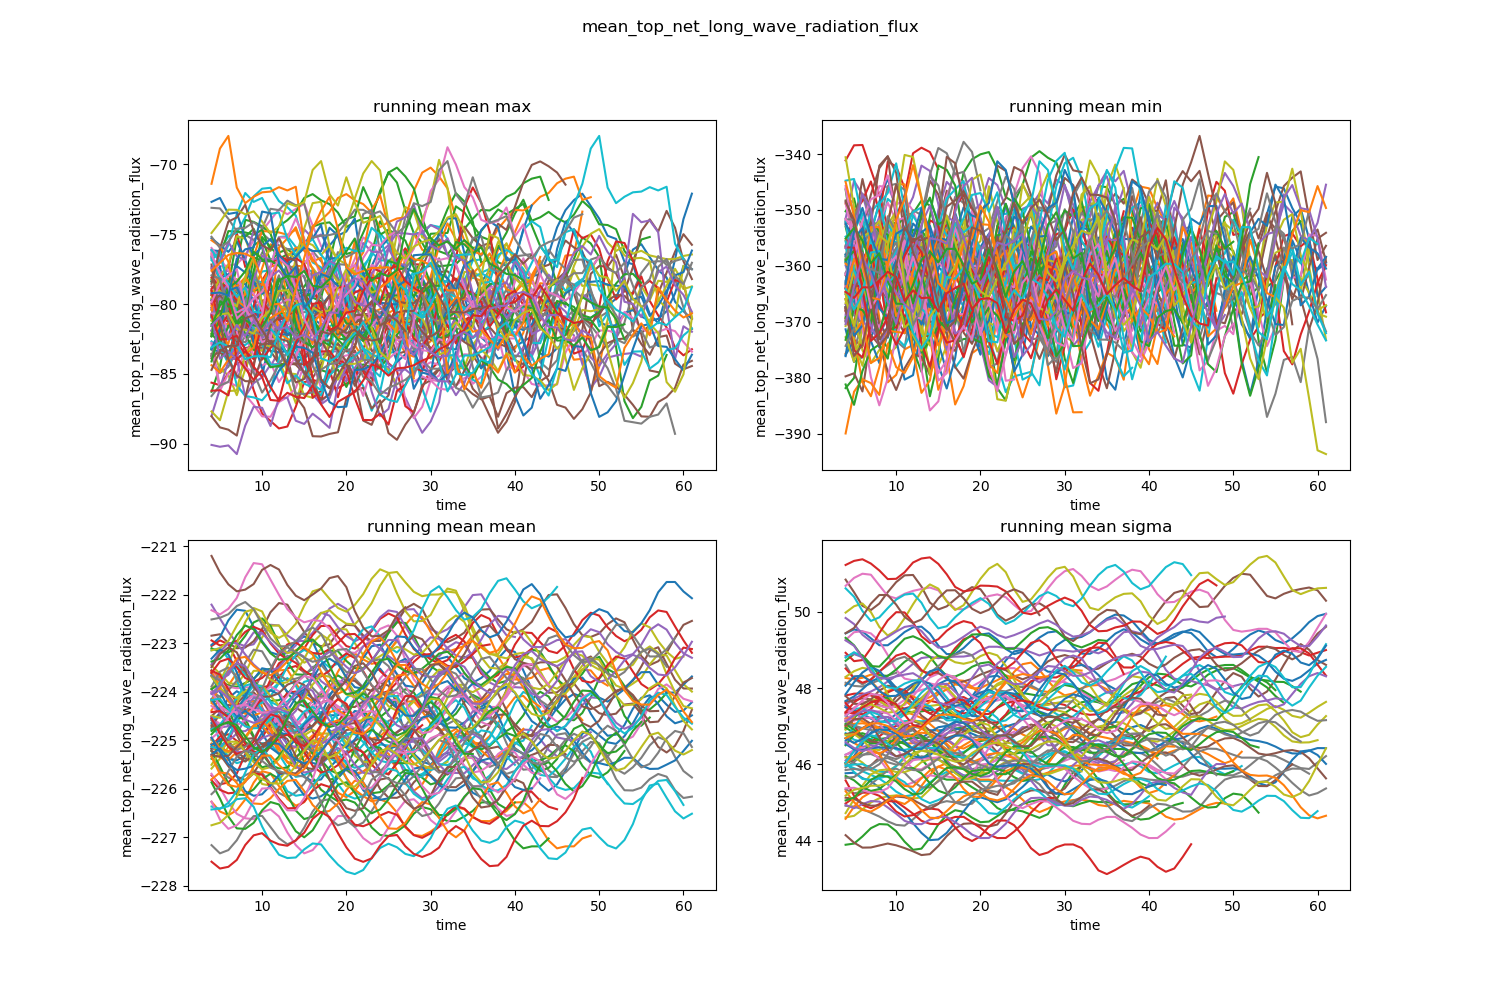 mean_top_net_long_wave_radiation_flux
running mean max
mean_top_net_long_wave_radiation_flux
−70
−75
−80
−85
−90
10 20 30 40 50 60
time
running mean min
mean_top_net_long_wave_radiation_flux
−340
−350
−360
−370
−380
−390
10 20 30 40 50 60
time
running mean mean
mean_top_net_long_wave_radiation_flux
−221
−222
−223
−224
−225
−226
−227
−228
10 20 30 40 50 60
time
running mean sigma
mean_top_net_long_wave_radiation_flux
50
48
46
44
10 20 30 40 50 60
time